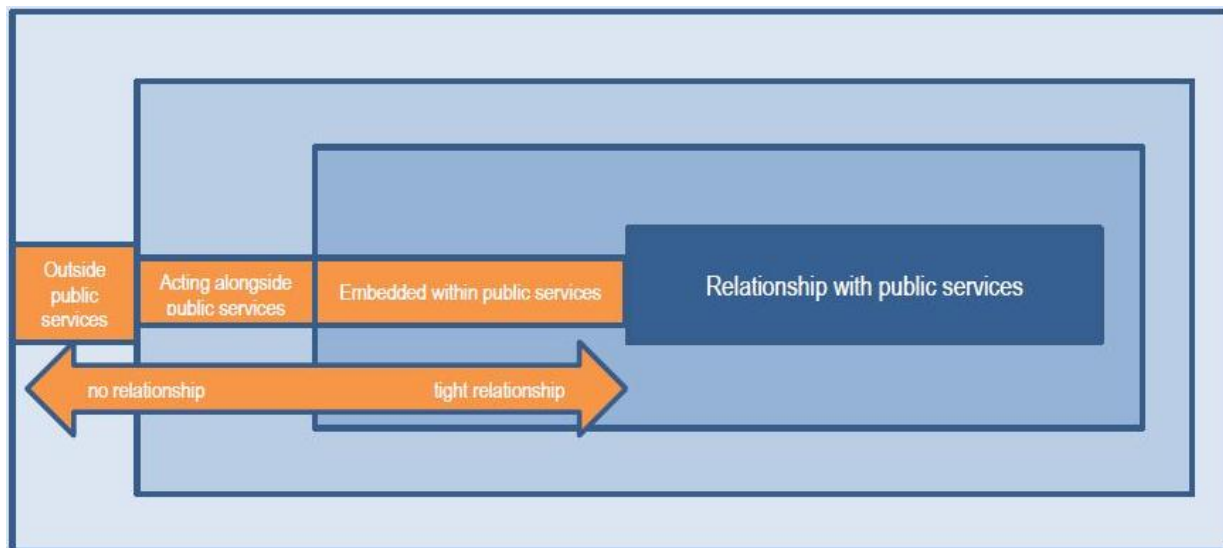 Outside
public
services
Acting alongside
public services
Embedded within public services
Relationship with public services
no relationship
tight relationship